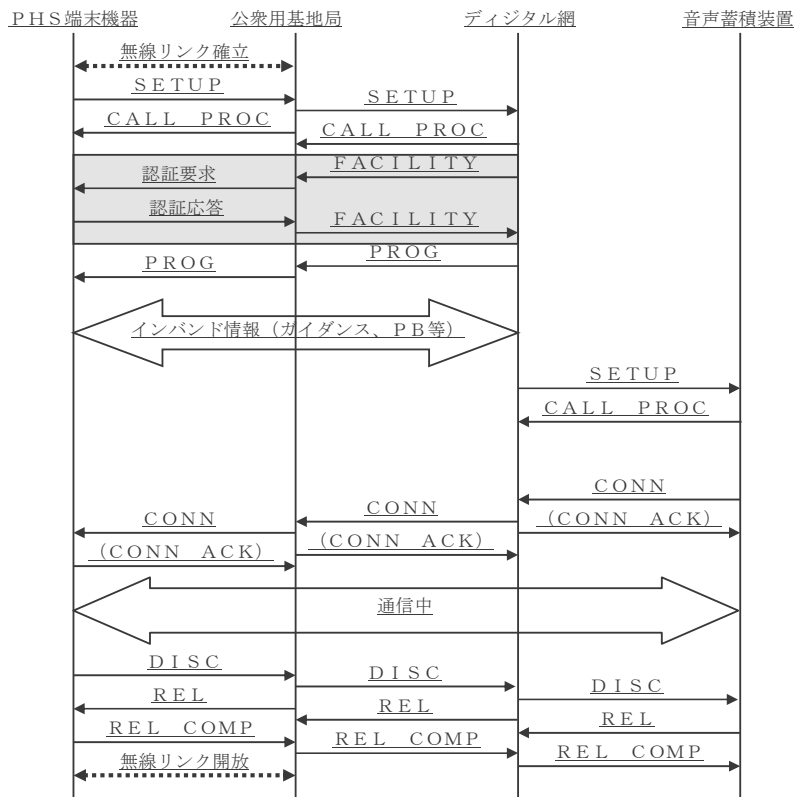 ＰＨＳ端末機器　公衆用基地局　ディジタル網　音声蓄積装置
無線リンク確立
ＳＥＴＵＰ
ＳＥＴＵＰ
ＣＡＬＬ　ＰＲＯＣ
ＣＡＬＬ　ＰＲＯＣ
ＦＡＣＩＬＩＴＹ
認証要求
認証応答
ＦＡＣＩＬＩＴＹ
ＰＲＯＧ
ＰＲＯＧ
インバンド情報（ガイダンス、ＰＢ等）
ＳＥＴＵＰ
ＣＡＬＬ　ＰＲＯＣ
ＣＯＮＮ
ＣＯＮＮ
ＣＯＮＮ
（ＣＯＮＮ　ＡＣＫ）
（ＣＯＮＮ　ＡＣＫ）
（ＣＯＮＮ　ＡＣＫ）
通信中
ＤＩＳＣ
ＤＩＳＣ
ＤＩＳＣ
ＲＥＬ
ＲＥＬ
ＲＥＬ
ＲＥＬ　ＣＯＭＰ
ＲＥＬ　ＣＯＭＰ
ＲＥＬ　ＣＯＭＰ
無線リンク開放